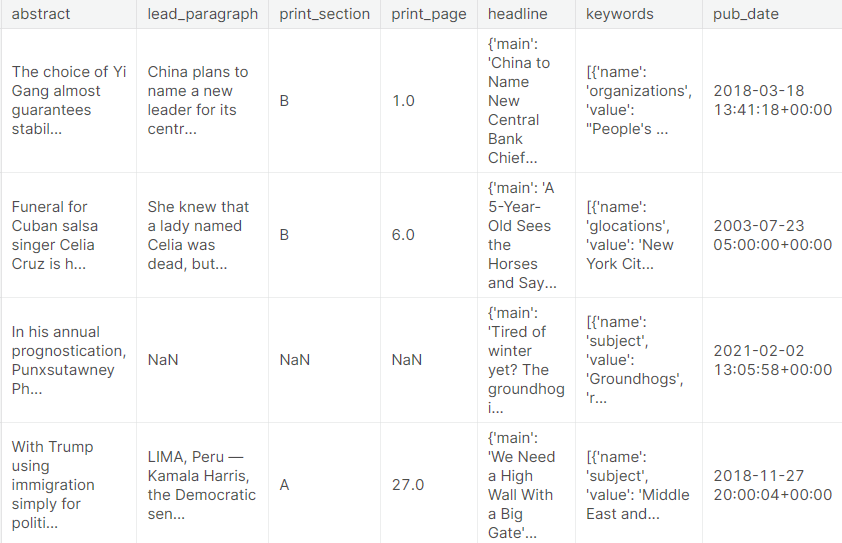 abstract lead_paragraph print_section print_page headline keywords pub_date
The choice of Yi
Gang almost
guarantees
stabil...
China plans to
name a new
leader for its
centr...
B
1.0
{'main':
'China to
Name
New
Central
Bank
Chief...
[{'name':
'organizations',
'value':
"People's ...
2018-03-18
13:41:18+00:00
Funeral for
Cuban salsa
singer Celia
Cruz is h...
She knew that
a lady named
Celia was
dead, but...
B
6.0
{'main': 'A
5-Year-
Old Sees
the
Horses
and Say...
[{'name':
'glocations',
'value': 'New
York Cit...
2003-07-23
05:00:00+00:00
In his annual
prognostication,
Punxsutawney
Ph...
NaN
NaN
NaN
{'main':
'Tired of
winter
yet? The
groundhog
i...
[{'name':
'subject',
'value':
'Groundhogs',
'r...
2021-02-02
13:05:58+00:00
With Trump
using
immigration
simply for
politi...
LIMA, Peru —
Kamala Harris,
the Democratic
sen...
A
27.0
{'main':
'We Need
a High
Wall With
a Big
Gate'...
[{'name':
'subject',
'value': 'Middle
East and...
2018-11-27
20:00:04+00:00